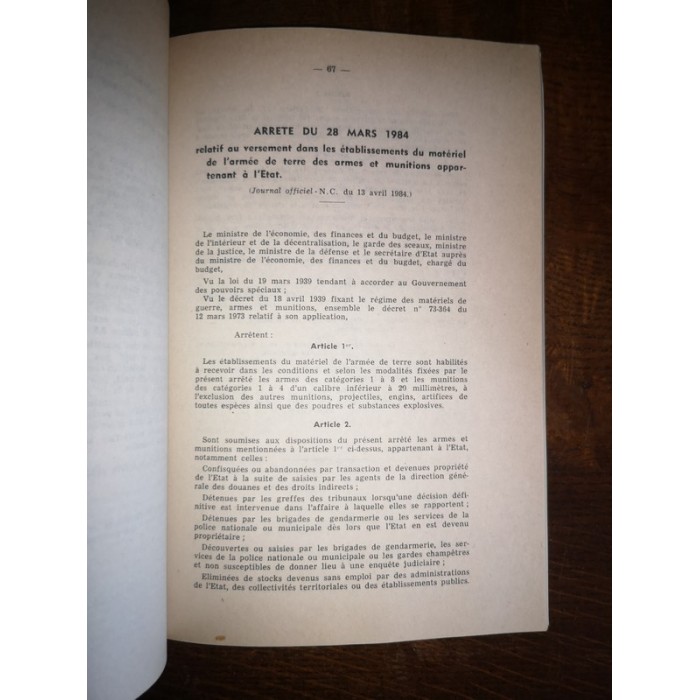 — 67 —
ARRETE DU 28 MARS 1984
relatif au versement dans les établissements du matériel
de l'armée de terre des armes et munitions appar-
tenant à l'Etat.
(Journal officiel - N.C. du 13 avril 1984.)
Le ministre de l'économie, des finances et du budget, le ministre
de l'intérieur et de la décentralisation, le garde des sceaux, ministre
de la justice, le ministre de la défense et le secrétaire d'Etat auprès
du ministre de l'économie, des finances et du bugdet, chargé du
budget,
Vu la loi du 19 mars 1939 tendant à accorder au Gouvernement
des pouvoirs spéciaux ;
Vu le décret du 18 avril 1939 fixant le régime des matériels de
guerre, armes et munitions, ensemble le décret n° 73-364 du
12 mars 1973 relatif à son application,
Arrêtent :
Article 1er.
Les établissements du matériel de l'armée de terre sont habilités
à recevoir dans les conditions et selon les modalités fixées par le
présent arrêté les armes des catégories 1 à 8 et les munitions
des catégories 1 à 4 d'un calibre inférieur à 20 millimètres, à
l'exclusion des autres munitions, projectiles, engins, artifices de
toutes espèces ainsi que des poudres et substances explosives.
Article 2.
Sont soumises aux dispositions du présent arrêté les armes et
munitions mentionnées à l'article 1er ci-dessus, appartenant à l'Etat,
notamment celles :
Confisquées ou abandonnées par transaction et devenues propriété
de l'Etat à la suite de saisies par les agents de la direction géné-
rale des douanes et des droits indirects ;
Détenues par les greffes des tribunaux lorsqu'une décision défi-
nitive est intervenue dans l'affaire à laquelle elles se rapportent ;
Détenues par les brigades de gendarmerie ou les services de la
police nationale ou municipale dès lors que l'Etat en est devenu
propriétaire ;
Découvertes ou saisies par les brigades de gendarmerie, les ser-
vices de la police nationale ou municipale ou les gardes champêtres
et non susceptibles de donner lieu à une enquête judiciaire ;
Eliminées de stocks devenus sans emploi par des administrations
de l'Etat, des collectivités territoriales ou des établissements publics.